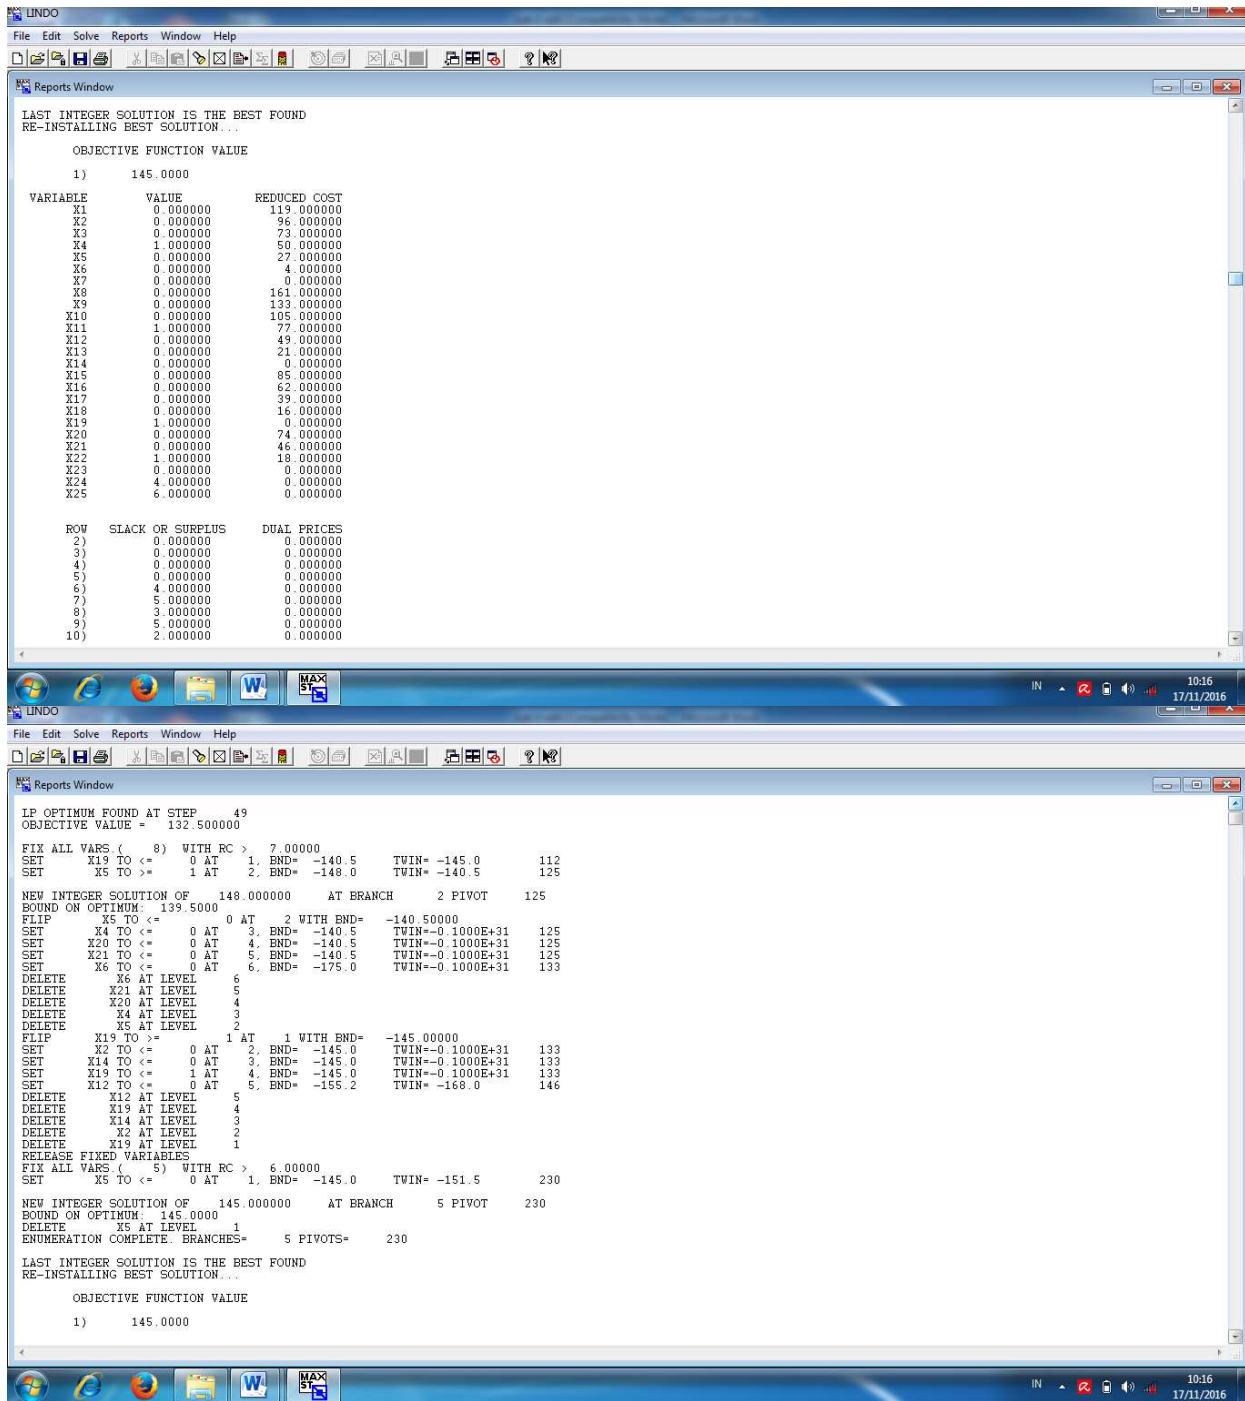 LINDO
File Edit Solve Reports Window Help
Reports Window
LAST INTEGER SOLUTION IS THE BEST FOUND
RE-INSTALLING BEST SOLUTION...
OBJECTIVE FUNCTION VALUE
1) 145.0000
VARIABLE VALUE REDUCED COST
X1 0.000000 119.000000
X2 0.000000 96.000000
X3 0.000000 73.000000
X4 1.000000 50.000000
X5 0.000000 27.000000
X6 0.000000 4.000000
X7 0.000000 0.000000
X8 0.000000 161.000000
X9 0.000000 133.000000
X10 0.000000 105.000000
X11 1.000000 77.000000
X12 0.000000 49.000000
X13 0.000000 21.000000
X14 0.000000 0.000000
X15 0.000000 85.000000
X16 0.000000 62.000000
X17 0.000000 39.000000
X18 0.000000 16.000000
X19 1.000000 0.000000
X20 0.000000 74.000000
X21 0.000000 46.000000
X22 1.000000 18.000000
X23 0.000000 0.000000
X24 4.000000 0.000000
X25 6.000000 0.000000
ROW SLACK OR SURPLUS DUAL PRICES
2) 0.000000 0.000000
3) 0.000000 0.000000
4) 0.000000 0.000000
5) 0.000000 0.000000
6) 4.000000 0.000000
7) 5.000000 0.000000
8) 3.000000 0.000000
9) 5.000000 0.000000
10) 2.000000 0.000000
IN 10:16
17/11/2016
LINDO
File Edit Solve Reports Window Help
Reports Window
LP OPTIMUM FOUND AT STEP 49
OBJECTIVE VALUE = 132.500000
FIX ALL VARS.( 8) WITH RC > 7.00000
SET X19 TO <= 0 AT 1, BND= -140.5 TWIN= -145.0 112
SET X5 TO >= 1 AT 2, BND= -148.0 TWIN= -140.5 125
NEW INTEGER SOLUTION OF 148.000000 AT BRANCH 2 PIVOT 125
BOUND ON OPTIMUM: 139.5000
FLIP X5 TO <= 0 AT 2 WITH BND= -140.50000
SET X4 TO <= 0 AT 3, BND= -140.5 TWIN=-0.1000E+31 125
SET X20 TO <= 0 AT 4, BND= -140.5 TWIN=-0.1000E+31 125
SET X21 TO <= 0 AT 5, BND= -140.5 TWIN=-0.1000E+31 125
SET X6 TO <= 0 AT 6, BND= -175.0 TWIN=-0.1000E+31 133
DELETE X6 AT LEVEL 6
DELETE X21 AT LEVEL 5
DELETE X20 AT LEVEL 4
DELETE X4 AT LEVEL 3
DELETE X5 AT LEVEL 2
FLIP X19 TO >= 1 AT 1 WITH BND= -145.00000
SET X2 TO <= 0 AT 2, BND= -145.0 TWIN=-0.1000E+31 133
SET X14 TO <= 0 AT 3, BND= -145.0 TWIN=-0.1000E+31 133
SET X19 TO <= 1 AT 4, BND= -145.0 TWIN=-0.1000E+31 133
SET X12 TO <= 0 AT 5, BND= -155.2 TWIN= -168.0 146
DELETE X12 AT LEVEL 5
DELETE X19 AT LEVEL 4
DELETE X14 AT LEVEL 3
DELETE X2 AT LEVEL 2
DELETE X19 AT LEVEL 1
RELEASE FIXED VARIABLES
FIX ALL VARS.( 5) WITH RC > 6.00000
SET X5 TO <= 0 AT 1, BND= -145.0 TWIN= -151.5 230
NEW INTEGER SOLUTION OF 145.000000 AT BRANCH 5 PIVOT 230
BOUND ON OPTIMUM: 145.0000
DELETE X5 AT LEVEL 1
ENUMERATION COMPLETE. BRANCHES= 5 PIVOTS= 230
LAST INTEGER SOLUTION IS THE BEST FOUND
RE-INSTALLING BEST SOLUTION...
OBJECTIVE FUNCTION VALUE
1) 145.0000
IN 10:16
17/11/2016